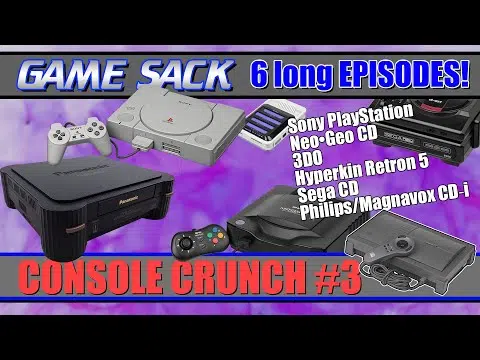 GAME SACK
6 long EPISODES!
Sony PlayStation
Neo•Geo CD
3DO
Hyperkin Retron 5
Sega CD
Philips/Magnavox CD-i
Panasonic
CONSOLE CRUNCH #3